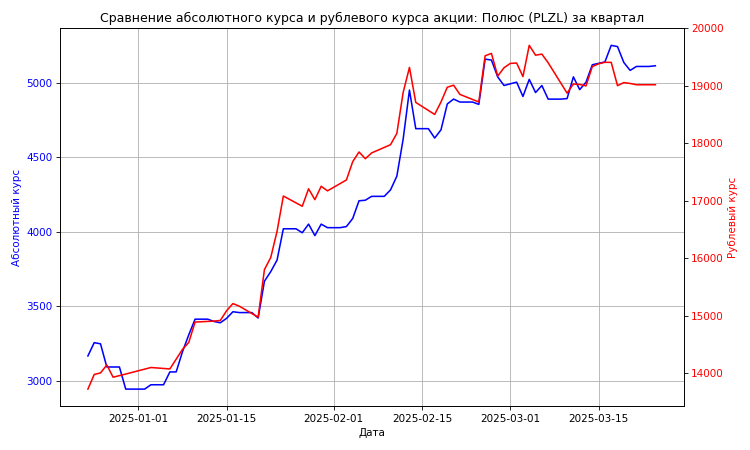 Сравнение абсолютного курса и рублевого курса акции: Полюс (PLZL) за квартал
Абсолютный курс
5000
4500
4000
3500
3000
20000
19000
18000
17000
16000
15000
14000
Рублевый курс
2025-01-01 2025-01-15 2025-02-01 2025-02-15 2025-03-01 2025-03-15
Дата